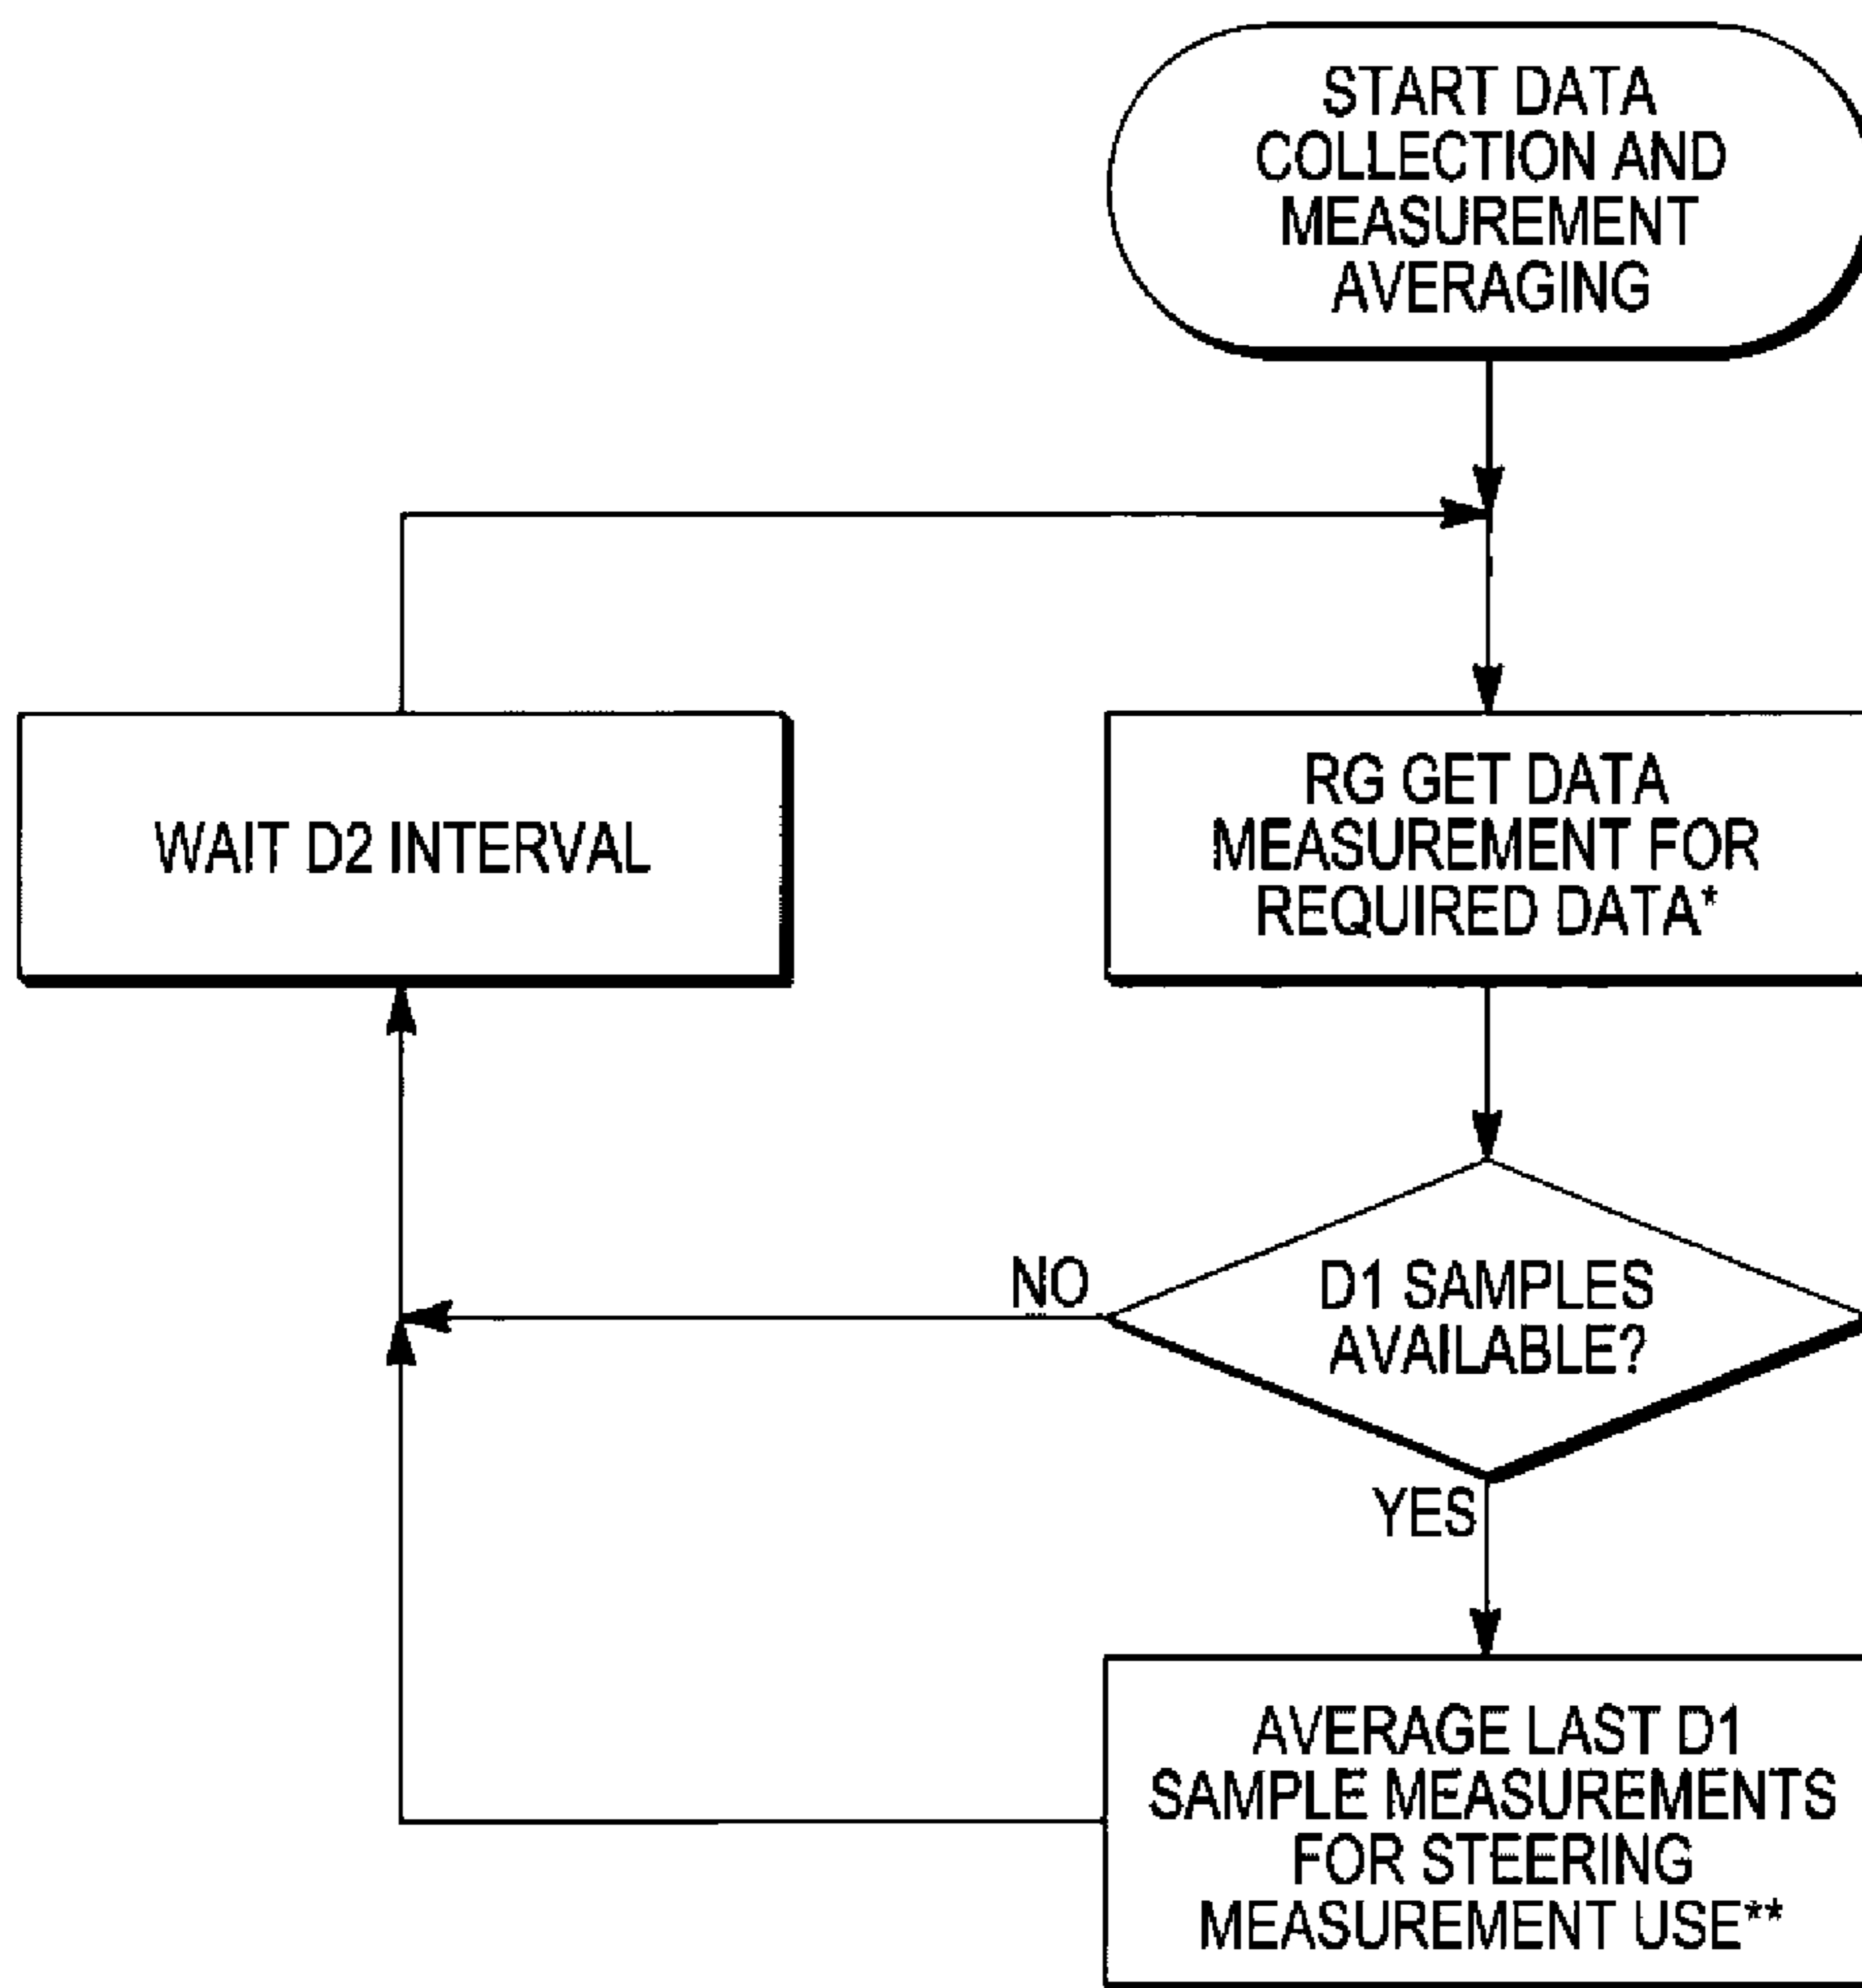 START DATA
COLLECTION AND
MEASUREMENT
AVERAGING
WAIT D2 INTERVAL
RG GET DATA
MEASUREMENT FOR
REQUIRED DATA*
NO
D1 SAMPLES
AVAILABLE?
YES
AVERAGE LAST D1
SAMPLE MEASUREMENTS
FOR STEERING
MEASUREMENT USE**